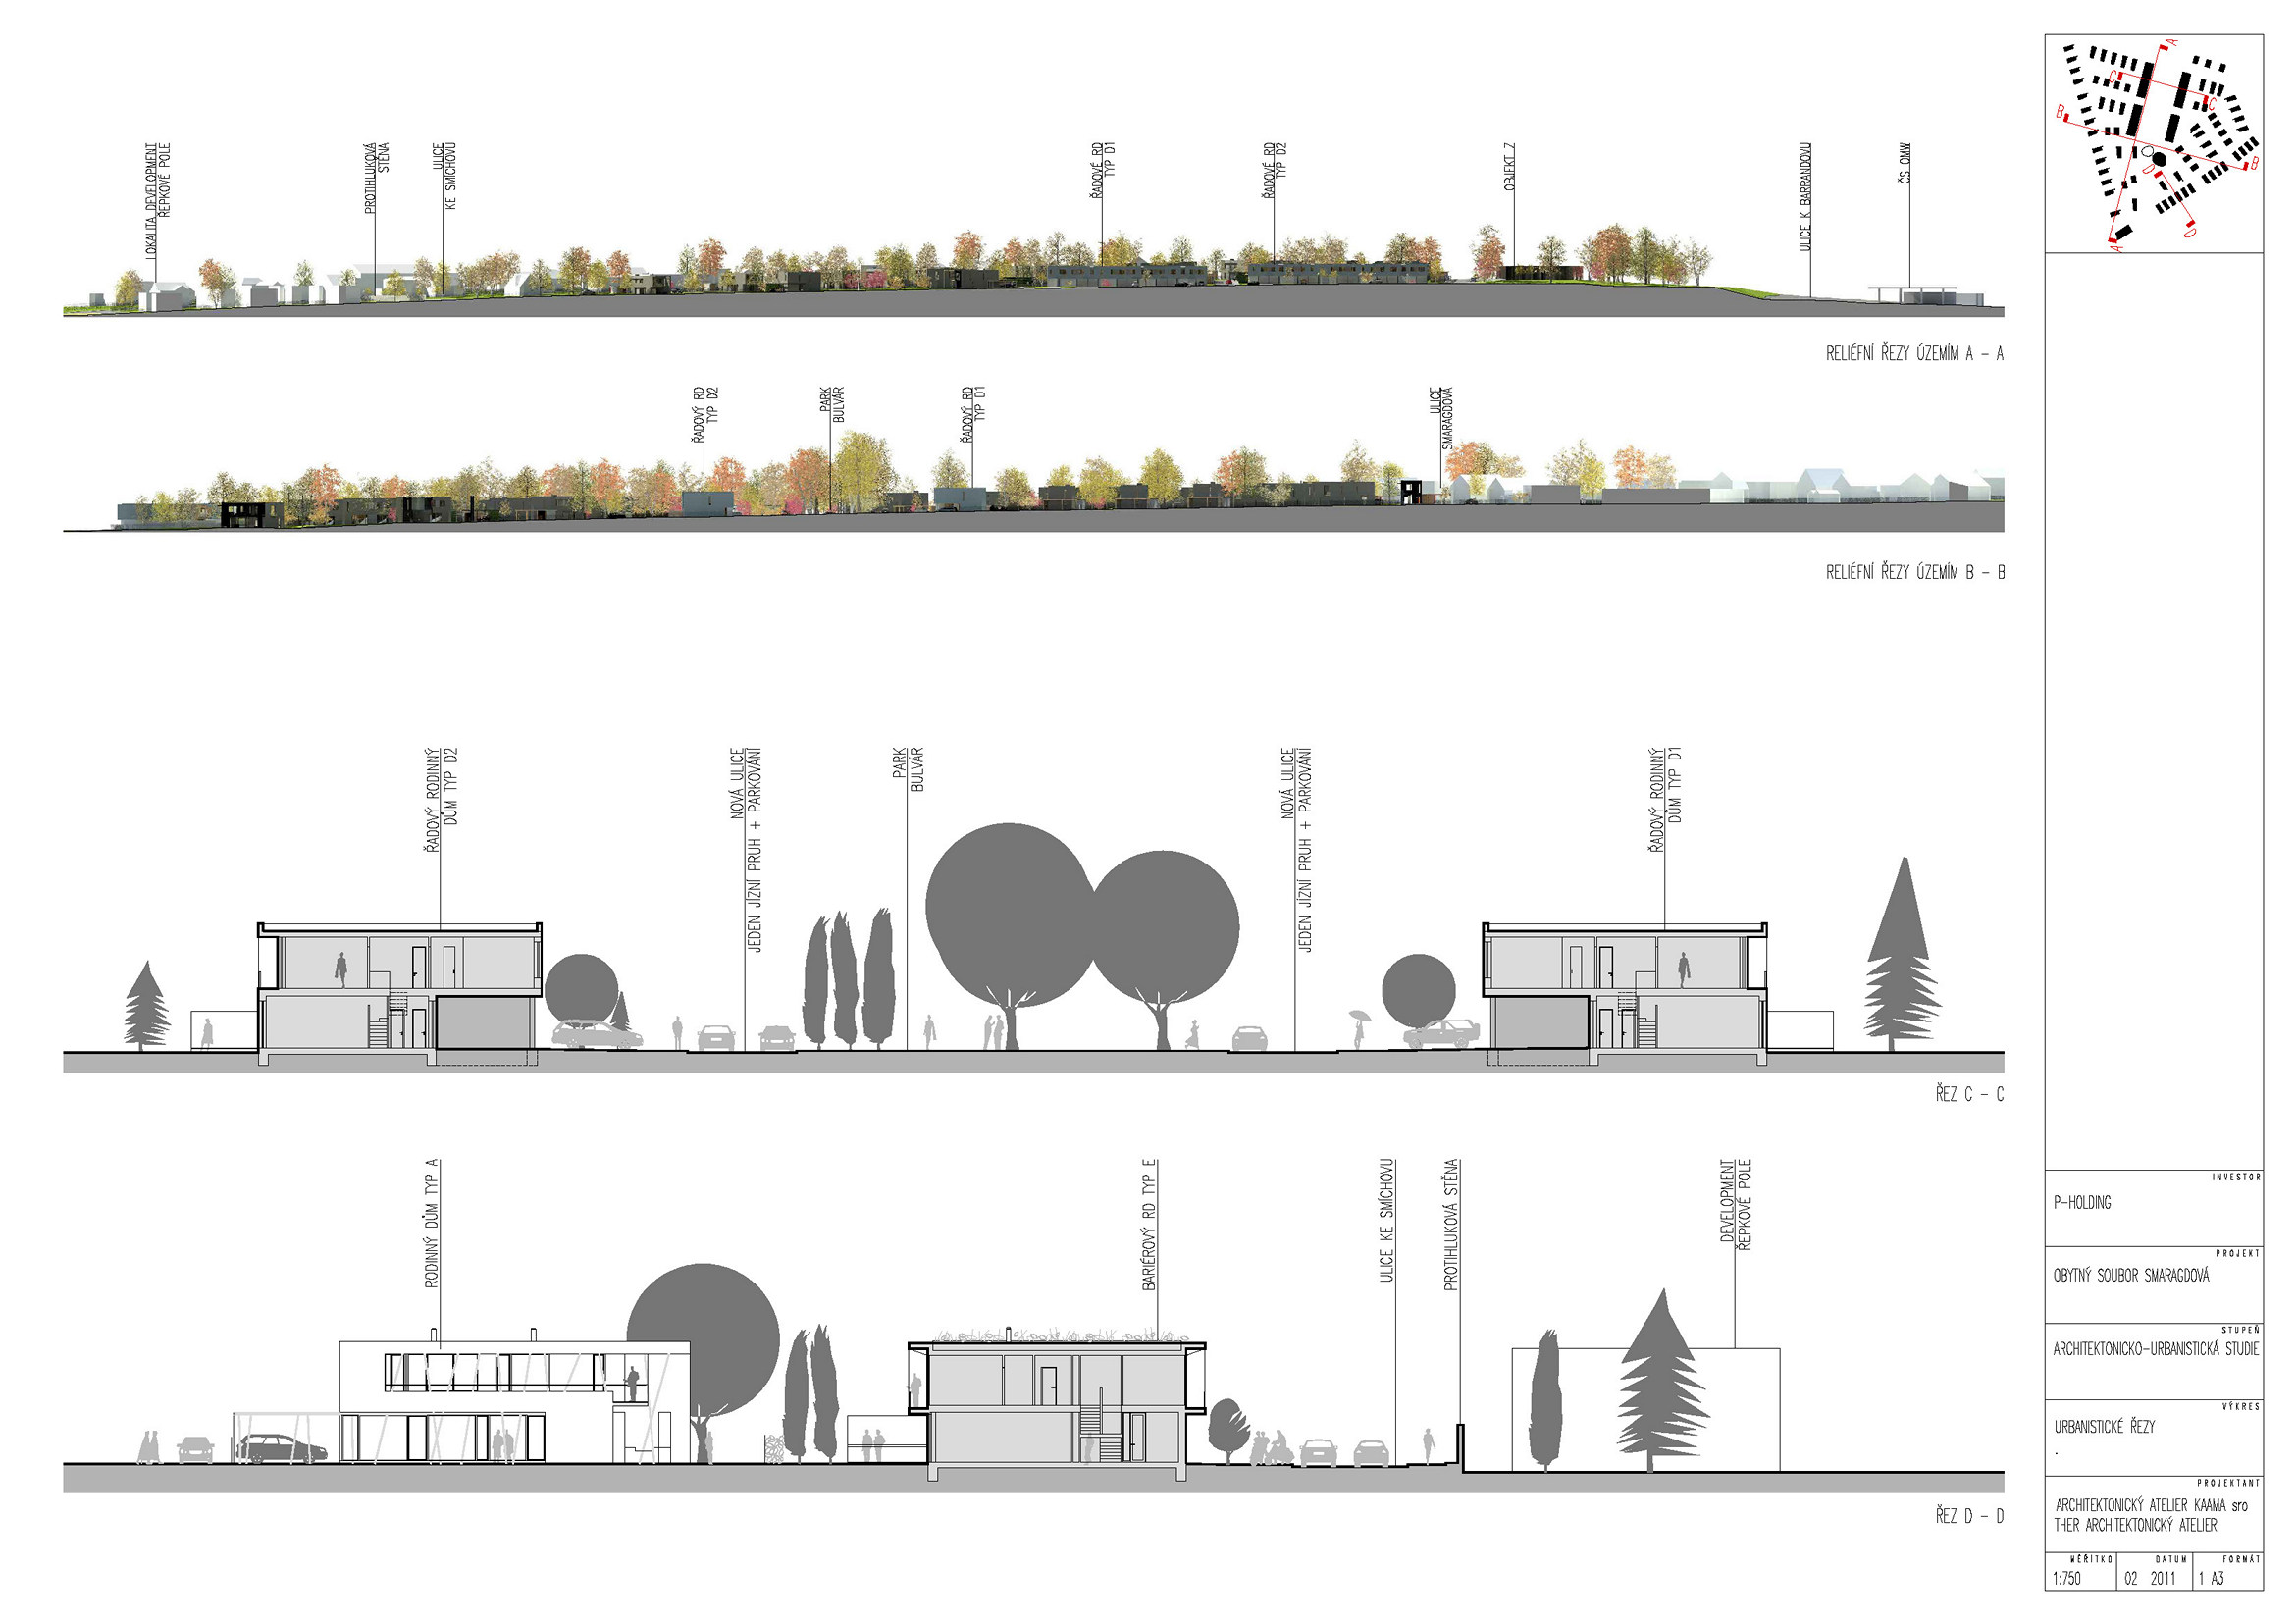 LOKALITA DEVELOPMENT
ŘEPKOVÉ POLE
PROTIHLUKOVÁ
STĚNA
ULICE
KE SMÍCHOVU
ŘADOVÉ RD
TYP D1
ŘADOVÉ RD
TYP D2
OBJEKT Z
ULICE K BARRANDOVU
ČS OMW
RELIÉFNÍ ŘEZY ÚZEMÍM A - A
ŘADOVÝ RD
TYP D2
PARK
BULVÁR
ŘADOVÝ RD
TYP D1
ULICE
SMARAGDOVÁ
RELIÉFNÍ ŘEZY ÚZEMÍM B - B
ŘADOVÝ RODINNÝ
DŮM TYP D2
NOVÁ ULICE
JEDEN JÍZNÍ PRUH + PARKOVÁNÍ
PARK
BULVÁR
NOVÁ ULICE
JEDEN JÍZNÍ PRUH + PARKOVÁNÍ
ŘADOVÝ RODINNÝ
DŮM TYP D1
ŘEZ C - C
RODINNÝ DŮM TYP A
BARIÉROVÝ RD TYP E
ULICE KE SMÍCHOVU
PROTIHLUKOVÁ STĚNA
DEVELOPMENT
ŘEPKOVÉ POLE
ŘEZ D - D
A
C
C
B
B
D
D
A
INVESTOR
P-HOLDING
PROJEKT
OBYTNÝ SOUBOR SMARAGDOVÁ
STUPEŇ
ARCHITEKTONICKO-URBANISTICKÁ STUDIE
VÝKRES
URBANISTICKÉ ŘEZY
.
PROJEKTANT
ARCHITEKTONICKÝ ATELIER KAAMA sro
THER ARCHITEKTONICKÝ ATELIER
MĚŘÍTKO DATUM FORMÁT
1:750 02 2011 1 A3